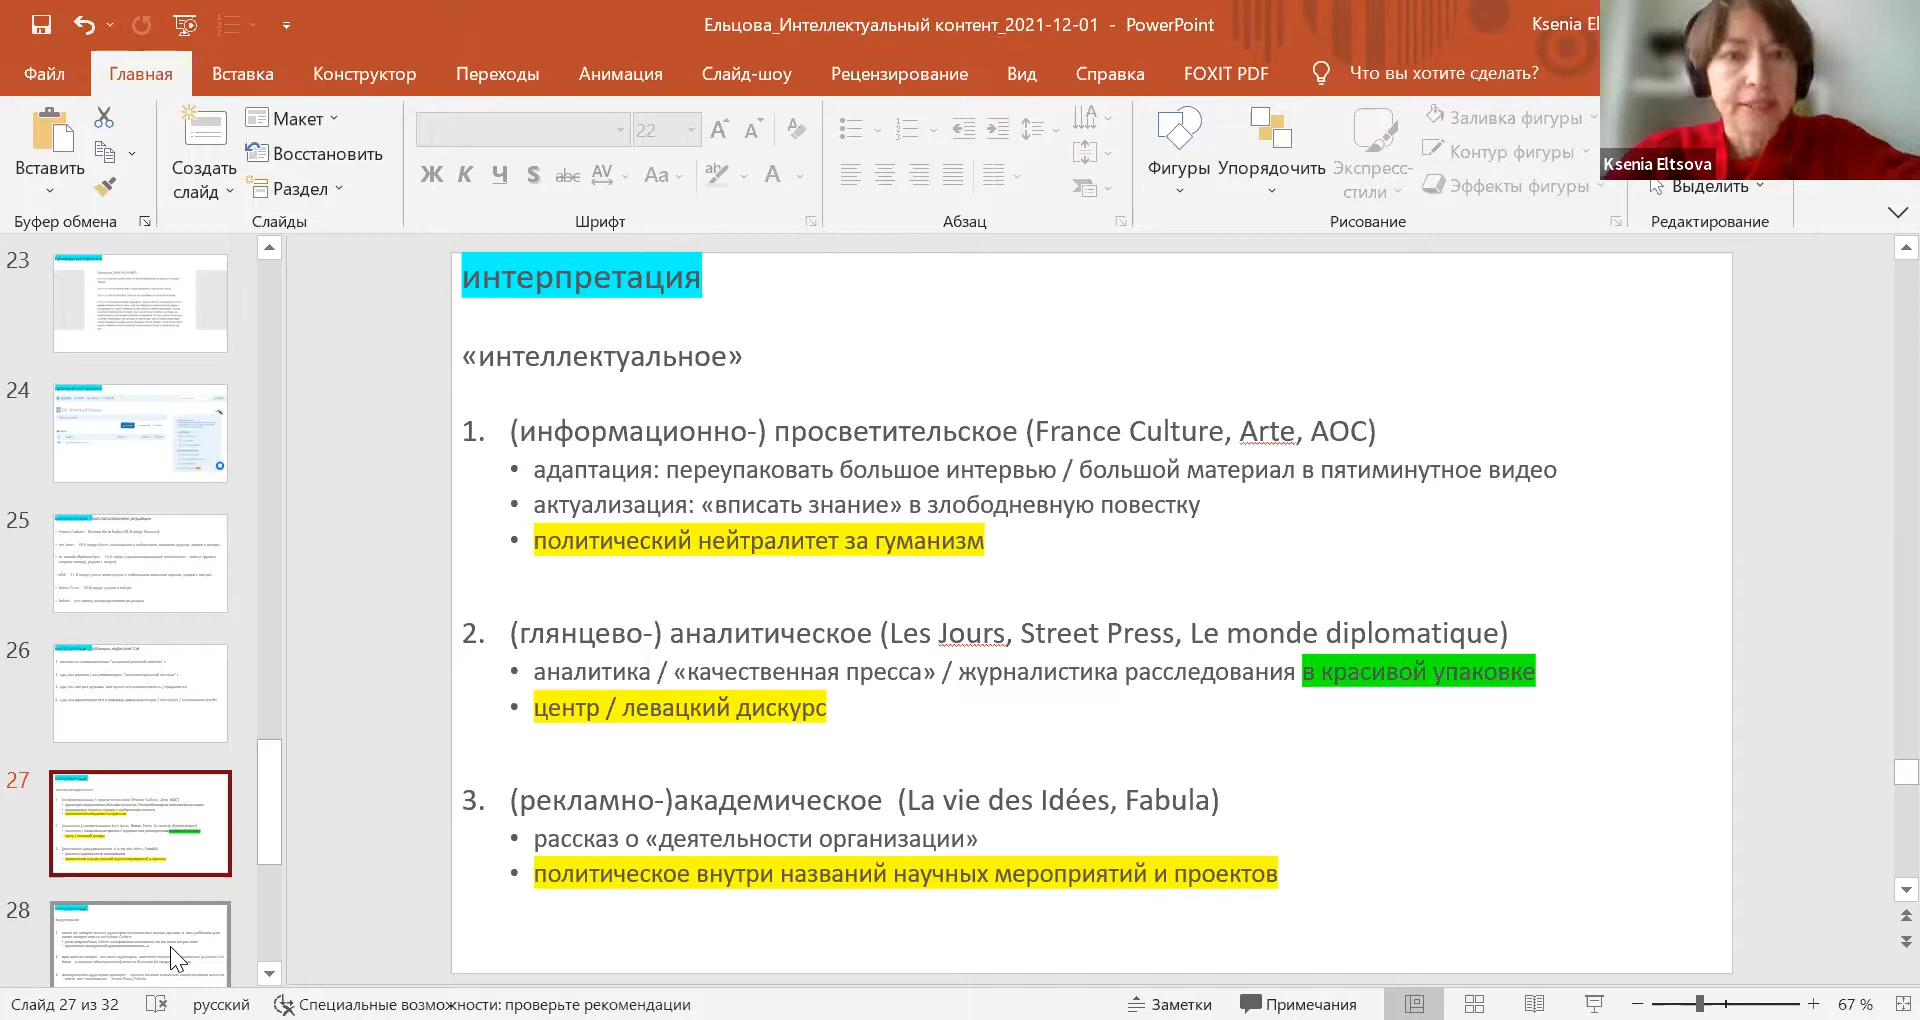 Ельцова_Интеллектуальный контент_2021-12-01 - PowerPoint
Ksenia El
Файл Главная Вставка Конструктор Переходы Анимация Слайд-шоу Рецензирование Вид Справка FOXIT PDF Что вы хотите сделать?
Ksenia Eltsova
Вставить
Буфер обмена
Создать слайд
Макет
Восстановить
Раздел
Слайды
22
Ж К Ч S abc AV Aa A
Шрифт
Абзац
Фигуры
Упорядочить
Экспресс-стили
Заливка фигуры
Контур фигуры
Эффекты фигуры
Рисование
Выделить
Редактирование
23
24
25
26
27
28
интерпретация
«интеллектуальное»
1. (информационно-) просветительское (France Culture, Arte, AOC)
• адаптация: переупаковать большое интервью / большой материал в пятиминутное видео
• актуализация: «вписать знание» в злободневную повестку
• политический нейтралитет за гуманизм
2. (глянцево-) аналитическое (Les Jours, Street Press, Le monde diplomatique)
• аналитика / «качественная пресса» / журналистика расследования в красивой упаковке
• центр / левацкий дискурс
3. (рекламно-)академическое (La vie des Idées, Fabula)
• рассказ о «деятельности организации»
• политическое внутри названий научных мероприятий и проектов
Слайд 27 из 32 русский Специальные возможности: проверьте рекомендации Заметки Примечания 67 %